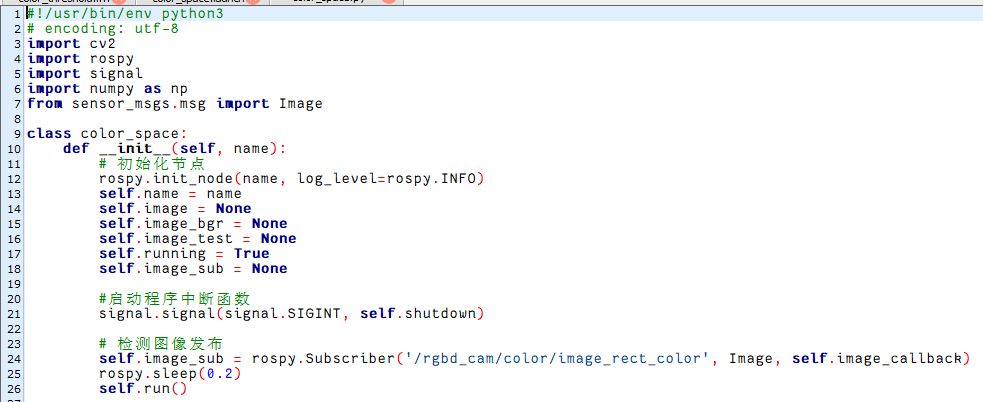 1 #!/usr/bin/env python3
2 # encoding: utf-8
3 import cv2
4 import rospy
5 import signal
6 import numpy as np
7 from sensor_msgs.msg import Image
8
9 class color_space:
10     def __init__(self, name):
11         # 初始化节点
12         rospy.init_node(name, log_level=rospy.INFO)
13         self.name = name
14         self.image = None
15         self.image_bgr = None
16         self.image_test = None
17         self.running = True
18         self.image_sub = None
19
20         #启动程序中断函数
21         signal.signal(signal.SIGINT, self.shutdown)
22
23         # 检测图像发布
24         self.image_sub = rospy.Subscriber('/rgbd_cam/color/image_rect_color', Image, self.image_callback)
25         rospy.sleep(0.2)
26         self.run()